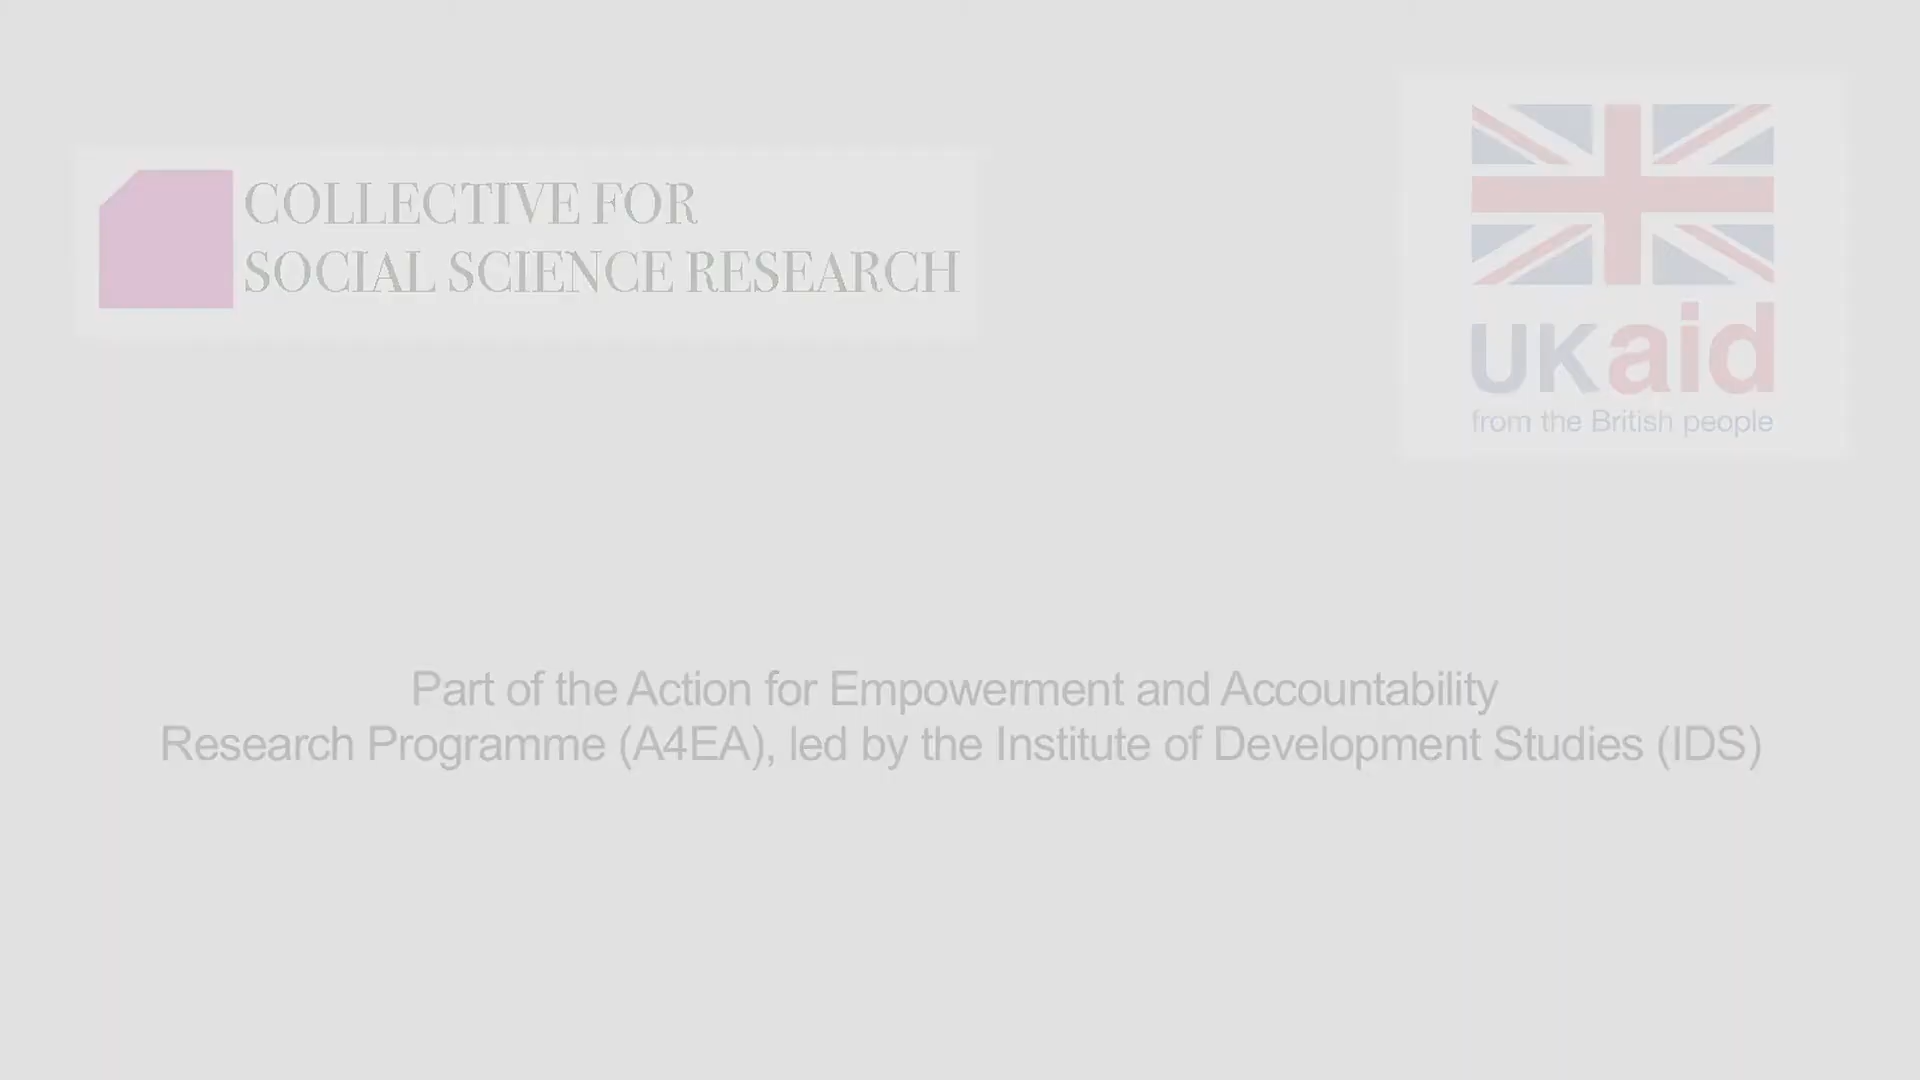 COLLECTIVE FOR
SOCIAL SCIENCE RESEARCH
UKaid
from the British people
Part of the Action for Empowerment and Accountability
Research Programme (A4EA), led by the Institute of Development Studies (IDS)